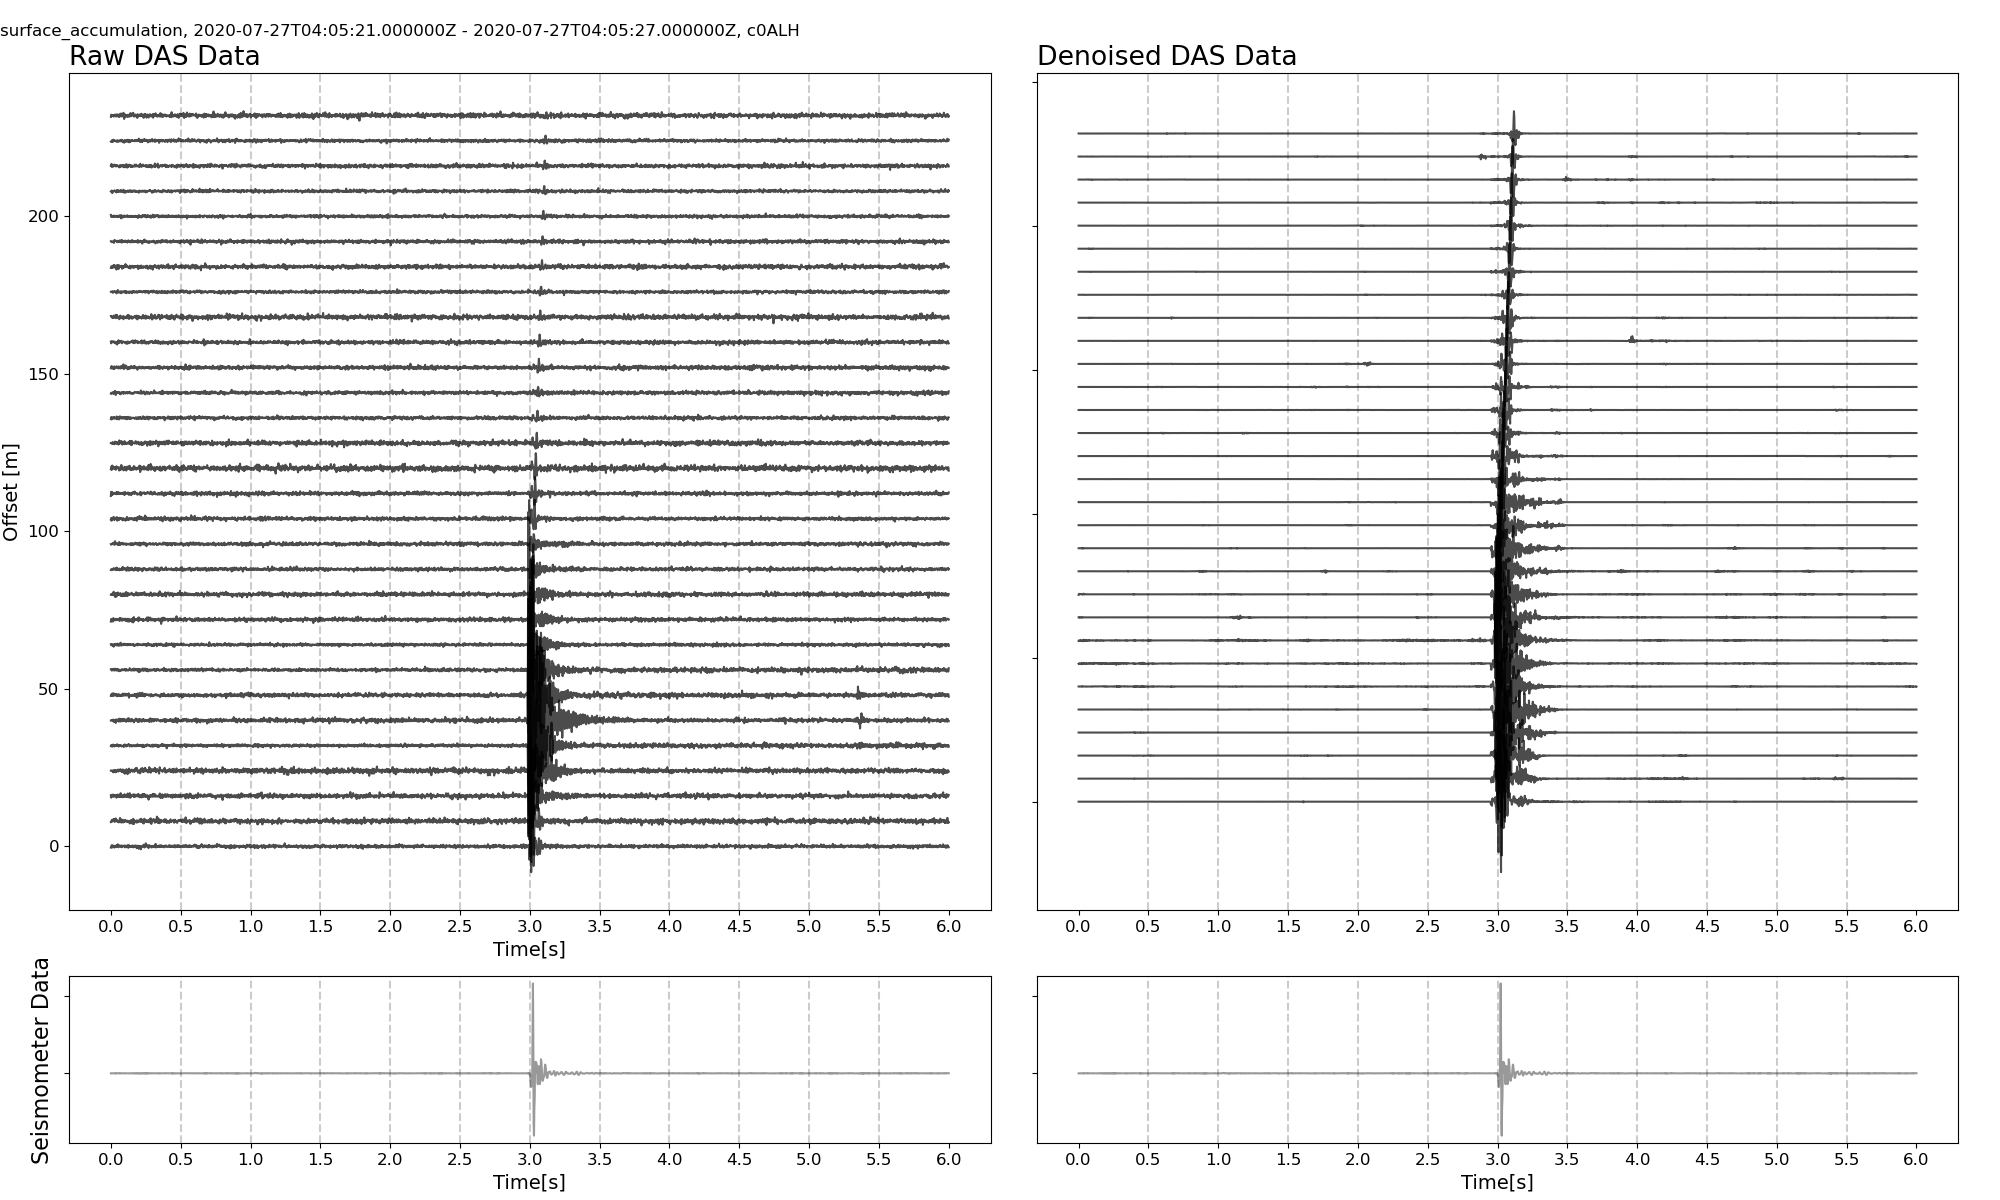 surface_accumulation, 2020-07-27T04:05:21.000000Z - 2020-07-27T04:05:27.000000Z, c0ALH
Raw DAS Data
Denoised DAS Data
Offset [m]
200
150
100
50
0
0.0 0.5 1.0 1.5 2.0 2.5 3.0 3.5 4.0 4.5 5.0 5.5 6.0
Time[s]
0.0 0.5 1.0 1.5 2.0 2.5 3.0 3.5 4.0 4.5 5.0 5.5 6.0
Seismometer Data
0.0 0.5 1.0 1.5 2.0 2.5 3.0 3.5 4.0 4.5 5.0 5.5 6.0
Time[s]
0.0 0.5 1.0 1.5 2.0 2.5 3.0 3.5 4.0 4.5 5.0 5.5 6.0
Time[s]